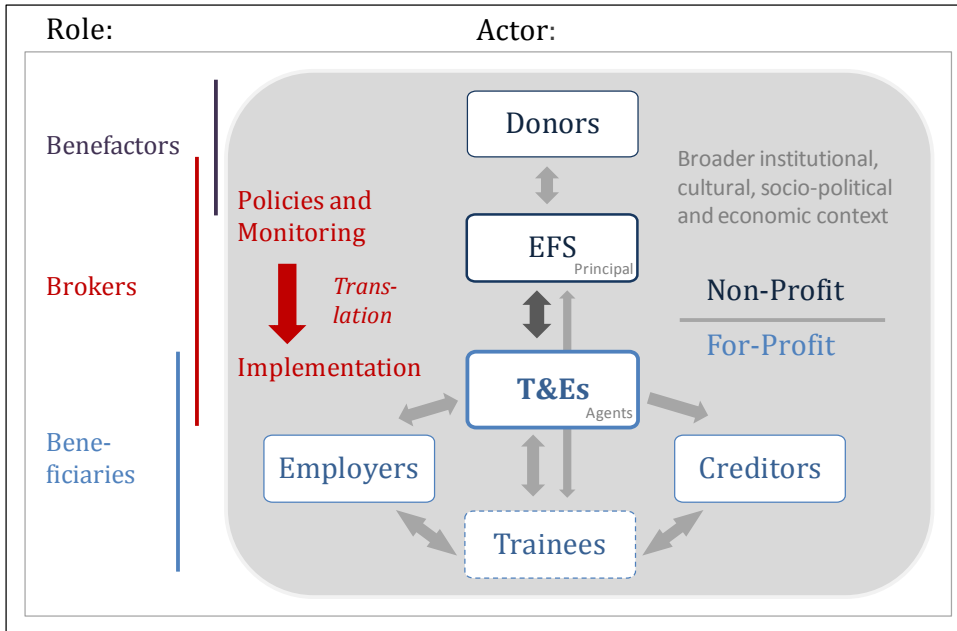 Role:
Actor:
Benefactors
Donors
Broader institutional,
cultural, socio-political
and economic context
Policies and
Monitoring
EFS
Principal
Brokers
Trans-
lation
Non-Profit
For-Profit
Implementation
T&Es
Agents
Bene-
ficiaries
Employers
Creditors
Trainees